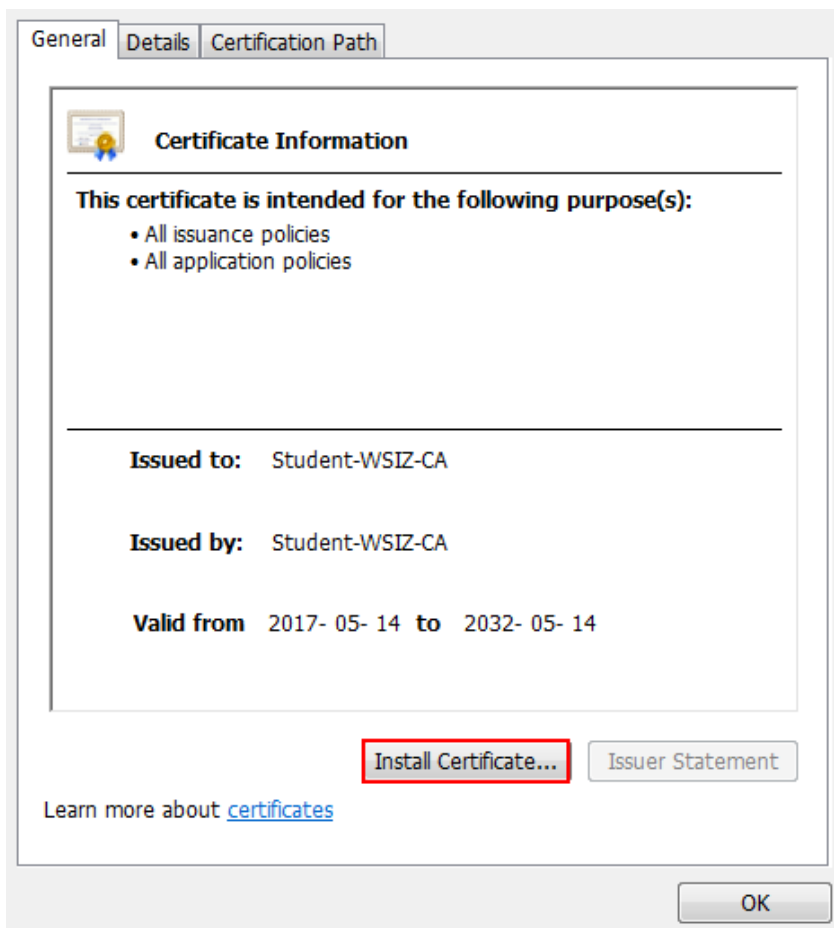 General Details Certification Path
Certificate Information
This certificate is intended for the following purpose(s):
• All issuance policies
• All application policies
Issued to: Student-WSIZ-CA
Issued by: Student-WSIZ-CA
Valid from 2017- 05- 14 to 2032- 05- 14
Install Certificate... Issuer Statement
Learn more about certificates
OK